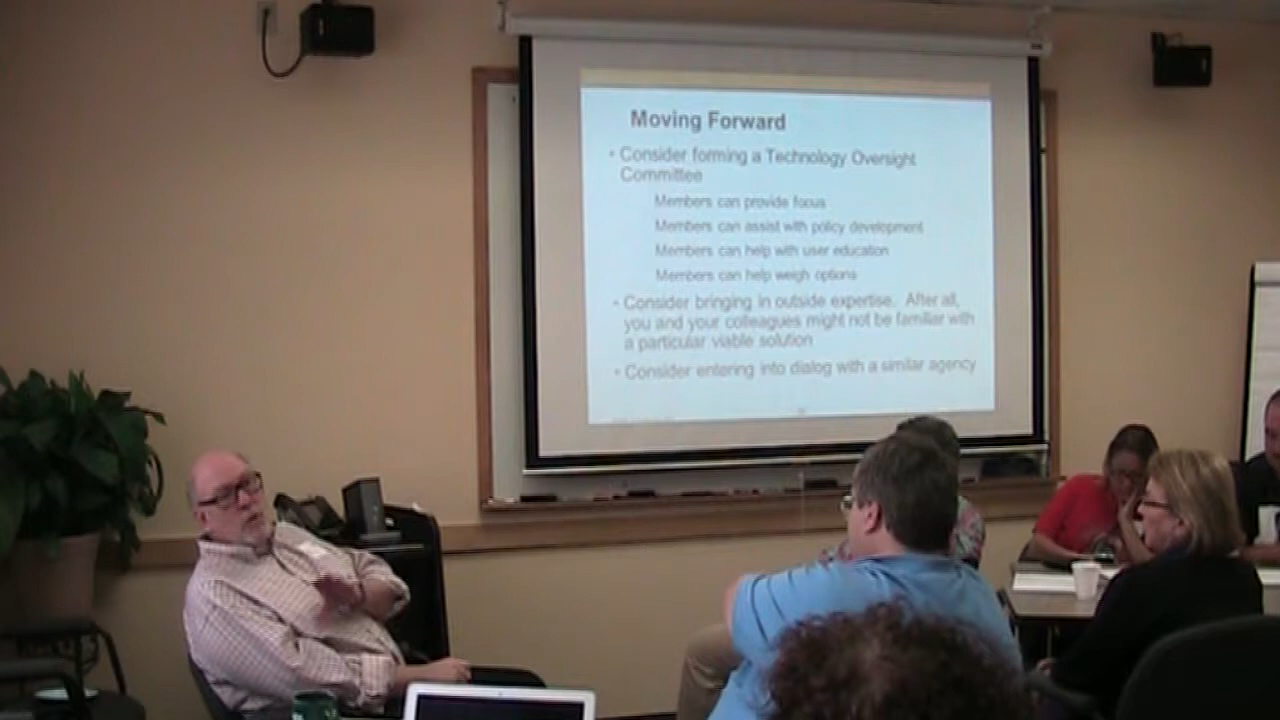 Moving Forward
• Consider forming a Technology Oversight
Committee
Members can provide focus
Members can assist with policy development
Members can help with user education
Members can help weigh options
• Consider bringing in outside expertise. After all,
you and your colleagues might not be familiar with
a particular viable solution
• Consider entering into dialog with a similar agency